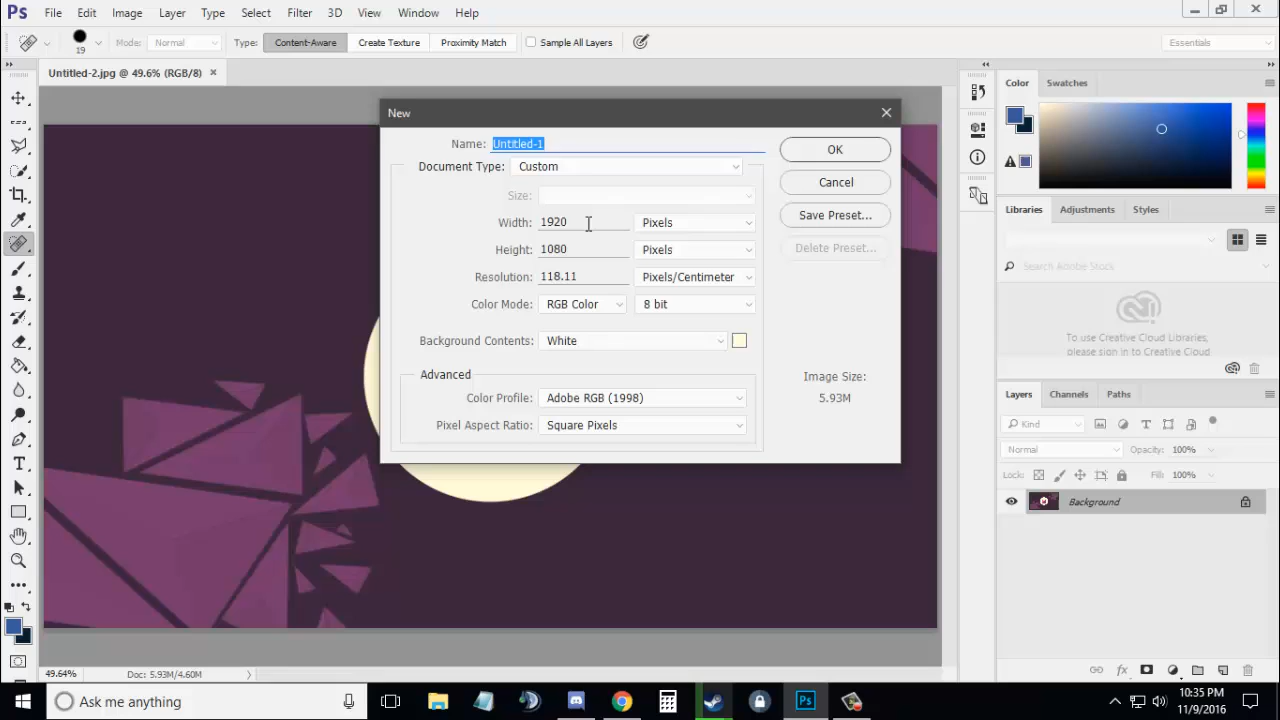 Ps File Edit Image Layer Type Select Filter 3D View Window Help
19 Mode: Normal Type: Content-Aware Create Texture Proximity Match Sample All Layers Essentials
Untitled-2.jpg @ 49.6% (RGB/8)
New
Name: Untitled-1 OK
Document Type: Custom
Size: Cancel
Width: 1920 Pixels Save Preset...
Height: 1080 Pixels Delete Preset...
Resolution: 118.11 Pixels/Centimeter
Color Mode: RGB Color 8 bit
Background Contents: White
Advanced Image Size:
Color Profile: Adobe RGB (1998) 5.93M
Pixel Aspect Ratio: Square Pixels
Color Swatches
Libraries Adjustments Styles
Search Adobe Stock
To use Creative Cloud Libraries,
please sign in to Creative Cloud
Layers Channels Paths
Kind
Normal Opacity: 100%
Lock: Fill: 100%
Background
49.64% Doc: 5.93M/4.60M
Ask me anything Ps 10:35 PM
11/9/2016